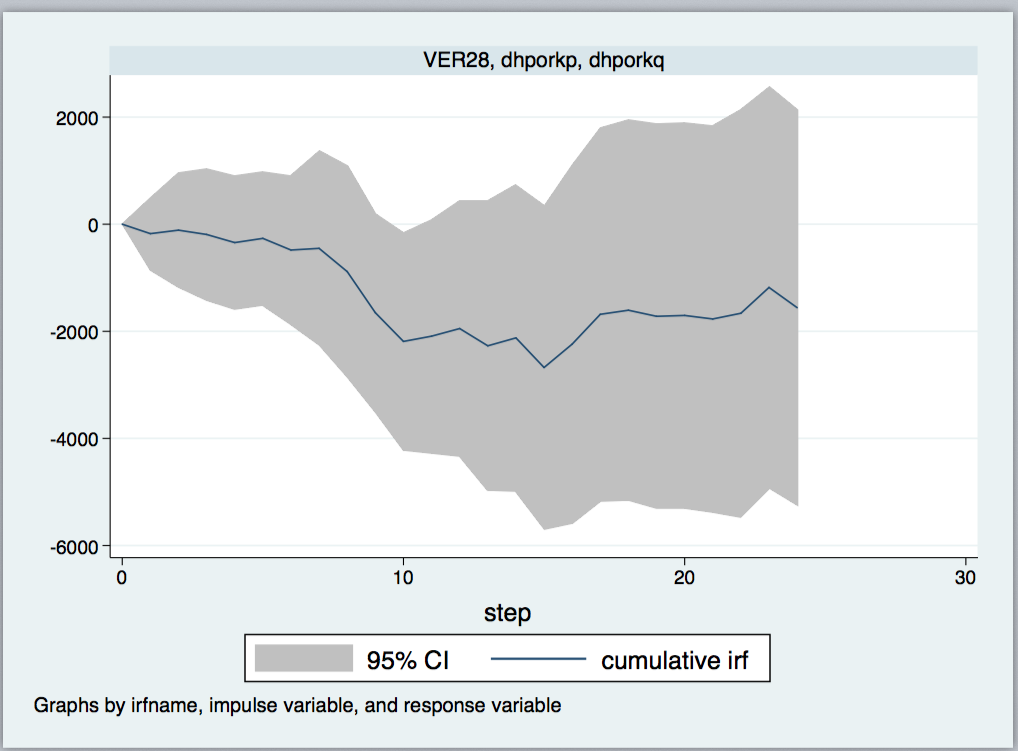 VER28, dhporkp, dhporkq
2000
0
-2000
-4000
-6000
0 10 20 30
step
95% CI cumulative irf
Graphs by irfname, impulse variable, and response variable